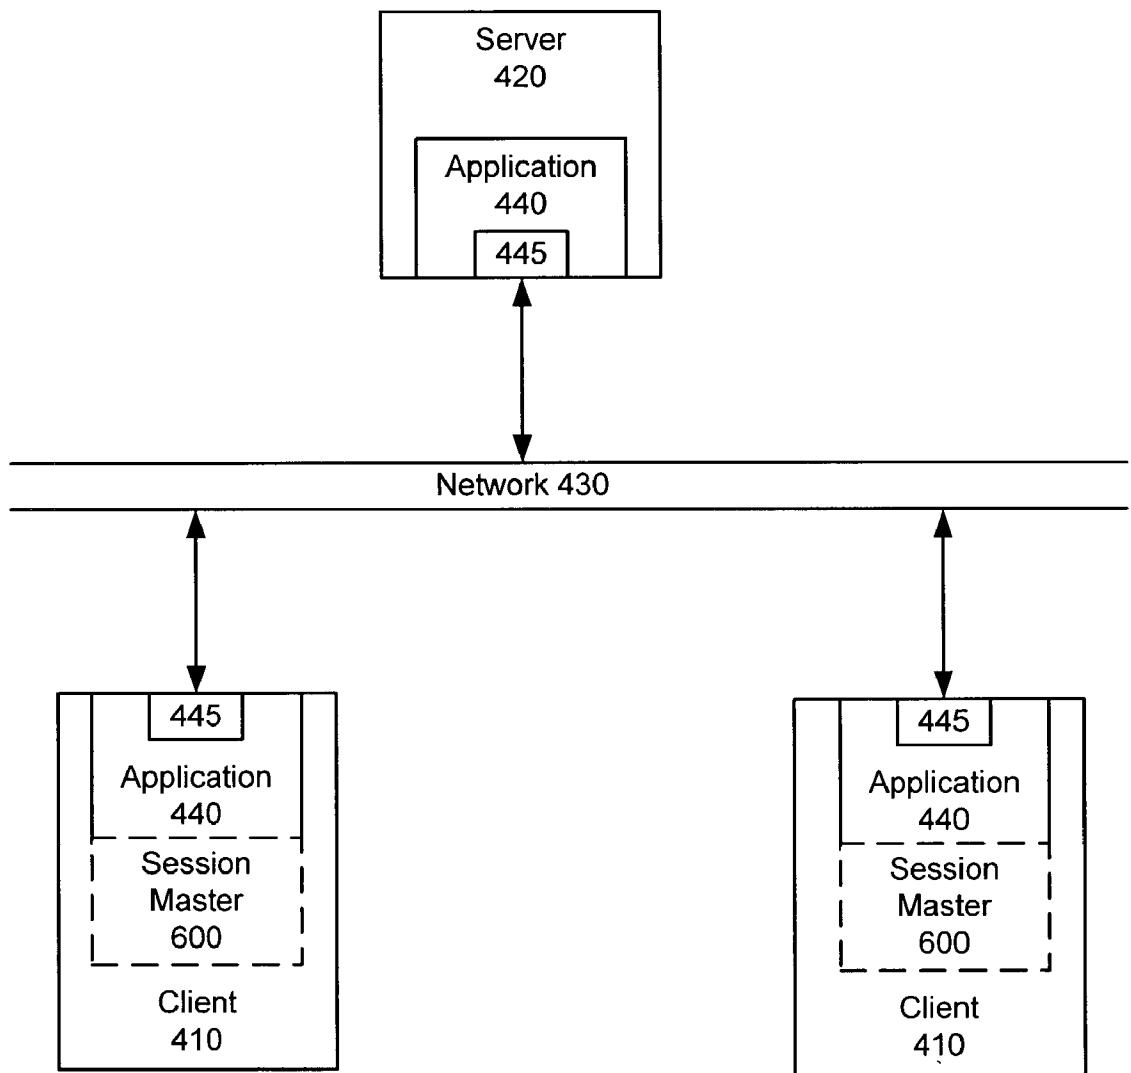 Server
420
Application
440
445
Network 430
445
Application
440
Session
Master
600
Client
410
445
Application
440
Session
Master
600
Client
410